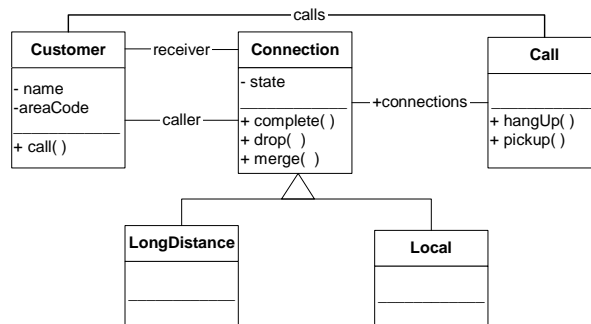 calls
Customer
receiver
Connection
Call
- name
-areaCode
- state
caller
+connections
+ call( )
+ complete( )
+ drop( )
+ merge( )
+ hangUp( )
+ pickup( )
LongDistance
Local